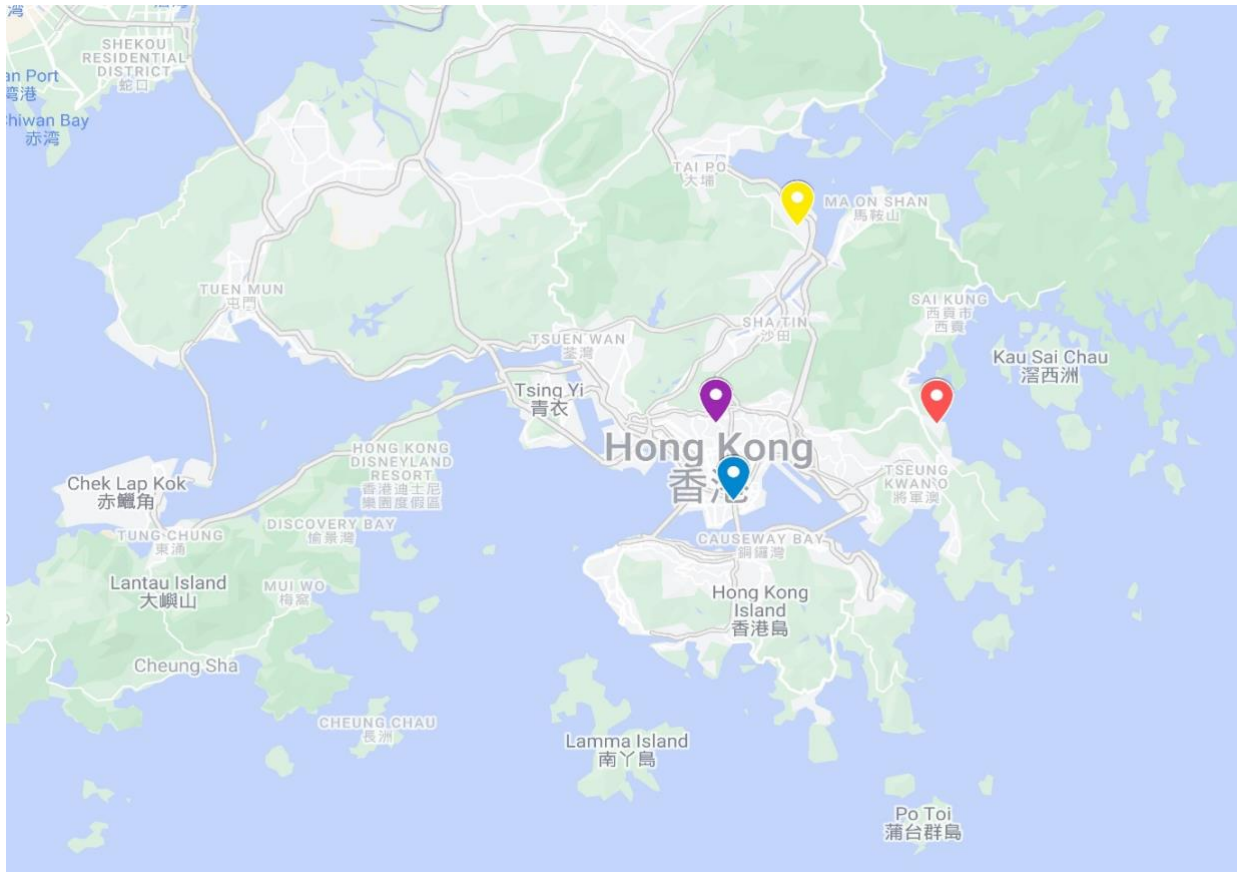 湾
SHEKOU
RESIDENTIAL
DISTRICT
蛇口
an Port
湾港
Chiwan Bay
赤湾
TAI PO
大埔
MA ON SHAN
馬鞍山
TUEN MUN
屯門
SAI KUNG
西貢市
西貢
SHA TIN
沙田
TSUEN WAN
荃灣
Kau Sai Chau
滘西洲
Tsing Yi
青衣
Hong Kong
香港
HONG KONG
DISNEYLAND
RESORT
香港迪士尼
樂園度假區
TSEUNG
KWAN O
將軍澳
Chek Lap Kok
赤鱲角
DISCOVERY BAY
愉景灣
TUNG CHUNG
東涌
CAUSEWAY BAY
銅鑼灣
Lantau Island
大嶼山
MUI WO
梅窩
Hong Kong
Island
香港島
Cheung Sha
CHEUNG CHAU
長洲
Lamma Island
南丫島
Po Toi
蒲台群島